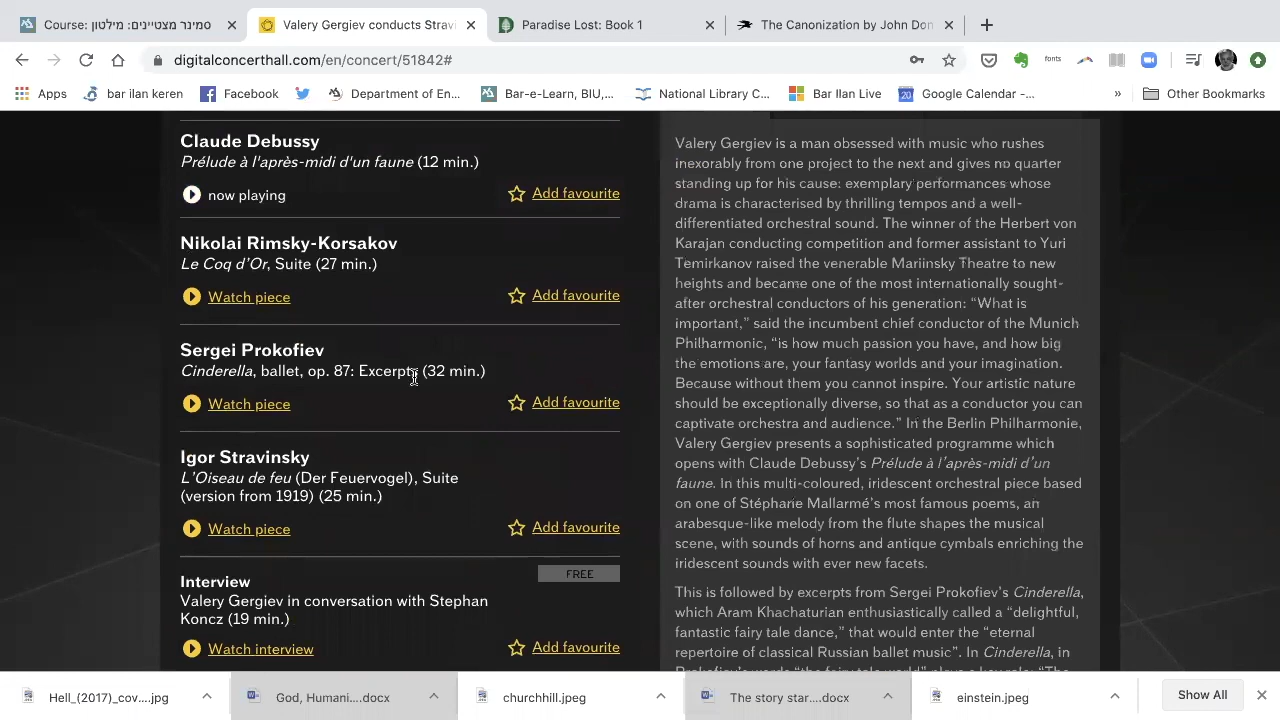 Course: סמינר מצטיינים: מילטון
Valery Gergiev conducts Stravi
Paradise Lost: Book 1
The Canonization by John Don
digitalconcerthall.com/en/concert/51842#
fonts
Apps
bar ilan keren
Facebook
Department of En...
Bar-e-Learn, BIU,...
National Library C...
Bar Ilan Live
20
Google Calendar -...
»
Other Bookmarks
Claude Debussy
Prélude à l'après-midi d'un faune (12 min.)
now playing
Add favourite
Nikolai Rimsky-Korsakov
Le Coq d'Or, Suite (27 min.)
Watch piece
Add favourite
Sergei Prokofiev
Cinderella, ballet, op. 87: Excerpts (32 min.)
Watch piece
Add favourite
Igor Stravinsky
L'Oiseau de feu (Der Feuervogel), Suite
(version from 1919) (25 min.)
Watch piece
Add favourite
FREE
Interview
Valery Gergiev in conversation with Stephan
Koncz (19 min.)
Watch interview
Add favourite
Valery Gergiev is a man obsessed with music who rushes
inexorably from one project to the next and gives no quarter
standing up for his cause: exemplary performances whose
drama is characterised by thrilling tempos and a well-
differentiated orchestral sound. The winner of the Herbert von
Karajan conducting competition and former assistant to Yuri
Temirkanov raised the venerable Mariinsky Theatre to new
heights and became one of the most internationally sought-
after orchestral conductors of his generation: “What is
important,” said the incumbent chief conductor of the Munich
Philharmonic, “is how much passion you have, and how big
the emotions are, your fantasy worlds and your imagination.
Because without them you cannot inspire. Your artistic nature
should be exceptionally diverse, so that as a conductor you can
captivate orchestra and audience.” In the Berlin Philharmonie,
Valery Gergiev presents a sophisticated programme which
opens with Claude Debussy's Prélude à l'après-midi d'un
faune. In this multi-coloured, iridescent orchestral piece based
on one of Stéphane Mallarmé's most famous poems, an
arabesque-like melody from the flute shapes the musical
scene, with sounds of horns and antique cymbals enriching the
iridescent sounds with ever new facets.
This is followed by excerpts from Sergei Prokofiev's Cinderella,
which Aram Khachaturian enthusiastically called a “delightful,
fantastic fairy tale dance,” that would enter the “eternal
repertoire of classical Russian ballet music”. In Cinderella, in
Prokofiev's words “the fairy tale world” plays a key role: “The
Hell_(2017)_cov....jpg
God, Humani....docx
churchhill.jpeg
The story star....docx
einstein.jpeg
Show All